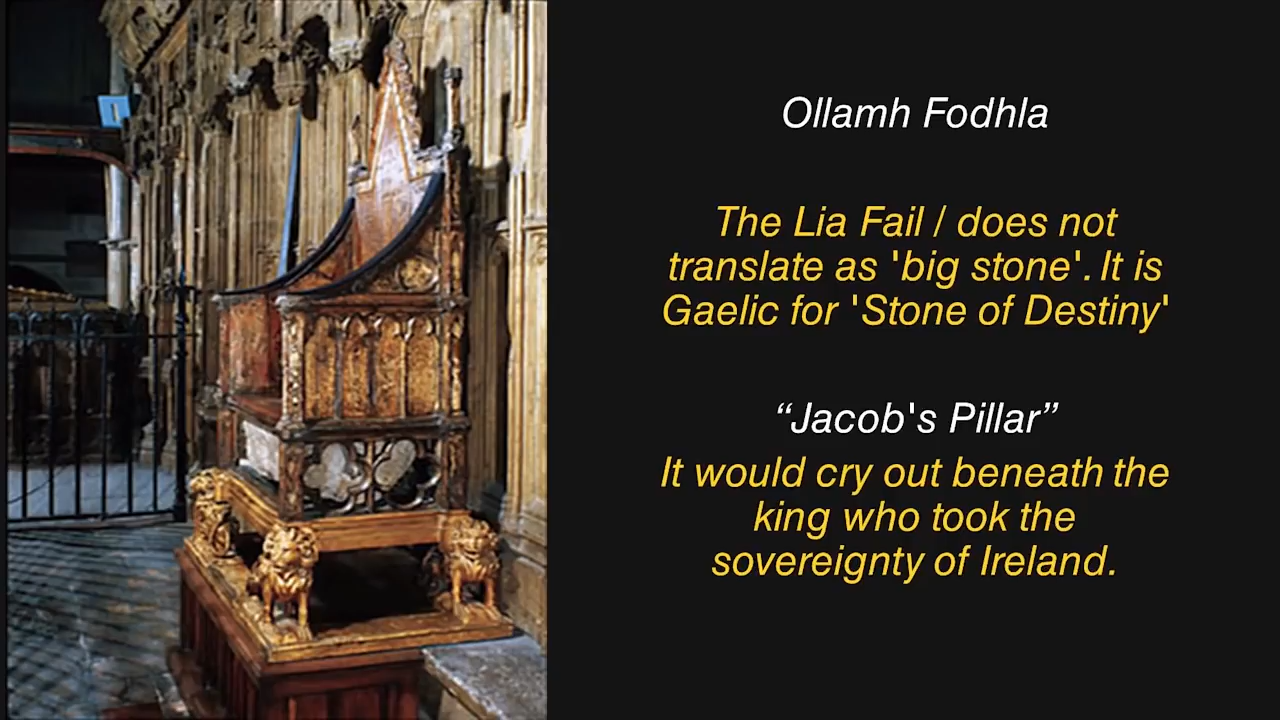 Ollamh Fodhla
The Lia Fail / does not
translate as 'big stone'. It is
Gaelic for 'Stone of Destiny'
“Jacob's Pillar”
It would cry out beneath the
king who took the
sovereignty of Ireland.